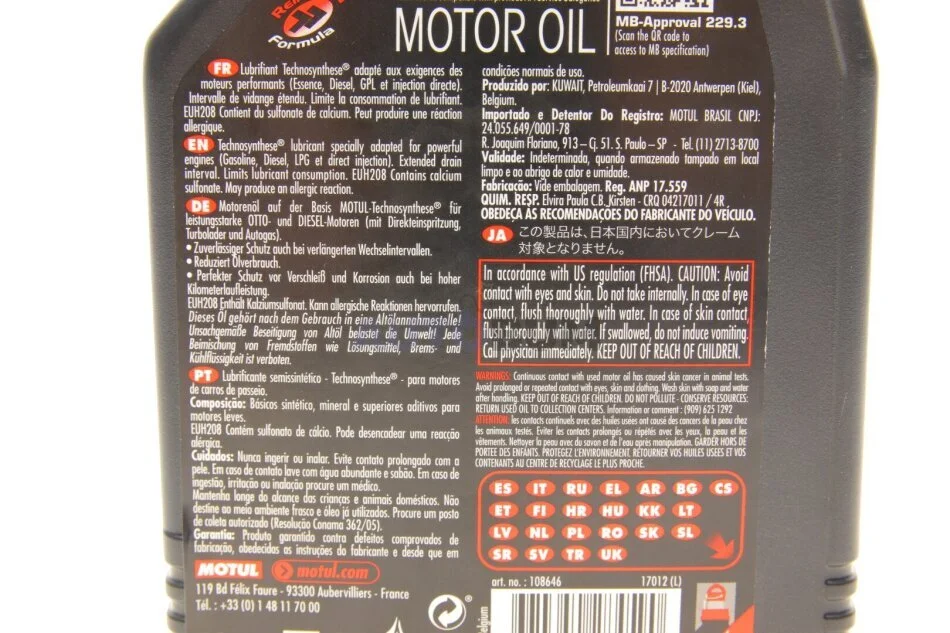 Formula
MOTOR OIL
MB-Approval 229.3
(Scan the QR code to
access to MB specification)
FR Lubrifiant Technosynthese® adapté aux exigences des
moteurs performants (Essence, Diesel, GPL et injection directe).
Intervalle de vidange étendu. Limite la consommation de lubrifiant.
EUH208 Contient du sulfonate de calcium. Peut produire une réaction
allergique.
EN Technosynthese® lubricant specially adapted for powerful
engines (Gasoline, Diesel, LPG et direct injection). Extended drain
interval. Limits lubricant consumption. EUH208 Contains calcium
sulfonate. May produce an allergic reaction.
DE Motorenöl auf der Basis MOTUL-Technosynthese® für
leistungsstarke OTTO- und DIESEL-Motoren (mit Direkteinspritzung,
Turbolader und Autogas).
• Zuverlässiger Schutz auch bei verlängerten Wechselintervallen.
• Reduziert Ölverbrauch.
• Perfekter Schutz vor Verschleiß und Korrosion auch bei hoher
Kilometerlaufleistung.
EUH208 Enthält Kalziumsulfonat. Kann allergische Reaktionen hervorrufen.
Dieses Öl gehört nach dem Gebrauch in eine Altölannahmestelle!
Unsachgemäße Beseitigung von Altöl belastet die Umwelt! Jede
Beimischung von Fremdstoffen wie Lösungsmittel, Brems- und
Kühlflüssigkeit ist verboten.
PT Lubrificante semissintético - Technosynthese® - para motores
de carros de passeio.
Composição: Básicos sintético, mineral e superiores aditivos para
motores leves.
EUH208 Contém sulfonato de cálcio. Pode desencadear uma reacção
alérgica.
Cuidados: Nunca ingerir ou inalar. Evite contato prolongado com a
pele. Em caso de contato lave com água abundante e sabão. Em caso de
ingestão, irritação ou inalação procure um médico.
Mantenha longe do alcance das crianças e animais domésticos. Não
destine ao meio ambiente frasco e óleo já utilizados. Procure um posto
de coleta autorizado (Resolução Conama 362/05).
Garantia: Produto garantido contra defeitos comprovados de
fabricação, obedecidas as instruções do fabricante e desde que em
condições normais de uso.
Produzido por: KUWAIT, Petroleumkaai 7 | B-2020 Antwerpen (Kiel),
Belgium.
Importado e Detentor Do Registro: MOTUL BRASIL CNPJ:
24.055.649/0001-78
R. Joaquim Floriano, 913 – Cj. 51. S. Paulo – SP - Tel. (11) 2713-8700
Validade: Indeterminada, quando armazenado tampado em local
limpo e ao abrigo de calor e umidade.
Fabricação: Vide embalagem. Reg. ANP 17.559
QUIM. RESP. Elvira Paula C.B. Kirsten - CRQ 04217011 / 4R
OBEDEÇA AS RECOMENDAÇÕES DO FABRICANTE DO VEÍCULO.
JA この製品は、日本国内においてクレーム
対象となりません。
In accordance with US regulation (FHSA). CAUTION: Avoid
contact with eyes and skin. Do not take internally. In case of eye
contact, flush thoroughly with water. In case of skin contact,
flush thoroughly with water. If swallowed, do not induce vomiting.
Call physician immediately. KEEP OUT OF REACH OF CHILDREN.
WARNINGS: Continuous contact with used motor oil has caused skin cancer in animal tests.
Avoid prolonged or repeated contact with eyes, skin and clothing. Wash skin with soap and water
after handling. KEEP OUT OF REACH OF CHILDREN. DO NOT POLLUTE - CONSERVE RESOURCES:
RETURN USED OIL TO COLLECTION CENTERS. Information or comment : (909) 625 1292
ATTENTION: les contacts continuels avec des huiles usées ont causé des cancers de la peau chez
les animaux testés. Eviter les contacts prolongés ou répétés avec les yeux, la peau et les
vêtements. Nettoyer la peau avec du savon et de l'eau après manipulation. GARDER HORS DE
PORTEE DES ENFANTS. PROTEGEZ L'ENVIRONNEMENT. RETOURNER VOS HUILES USEES ET VOS
CONTENANTS AU CENTRE DE RECYCLAGE LE PLUS PROCHE.
ES IT RU EL AR BG CS
ET FI HR HU KK LT
LV NL PL RO SK SL
SR SV TR UK
MOTUL motul.com
119 Bd Félix Faure - 93300 Aubervilliers - France
Tél. : +33 (0) 1 48 11 70 00
art. no. : 108646 17012 (L)
Belgium